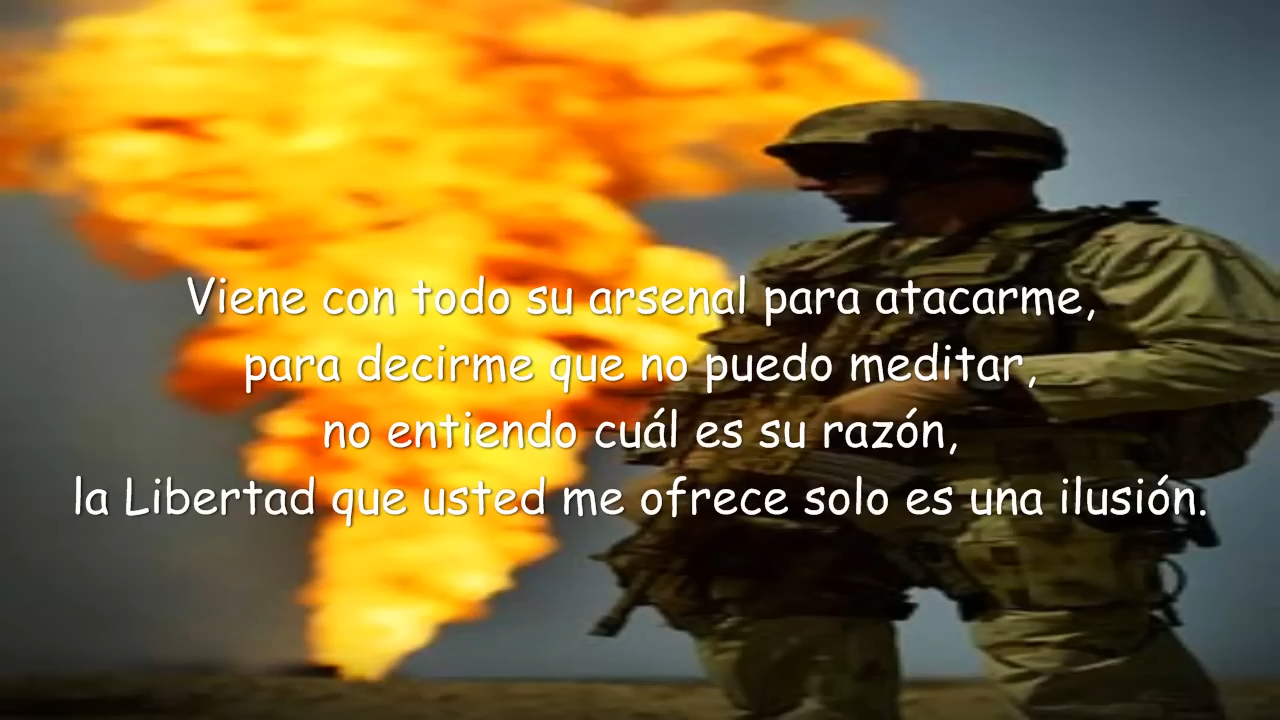 Viene con todo su arsenal para atacarme,
para decirme que no puedo meditar,
no entiendo cuál es su razón,
la Libertad que usted me ofrece solo es una ilusión.